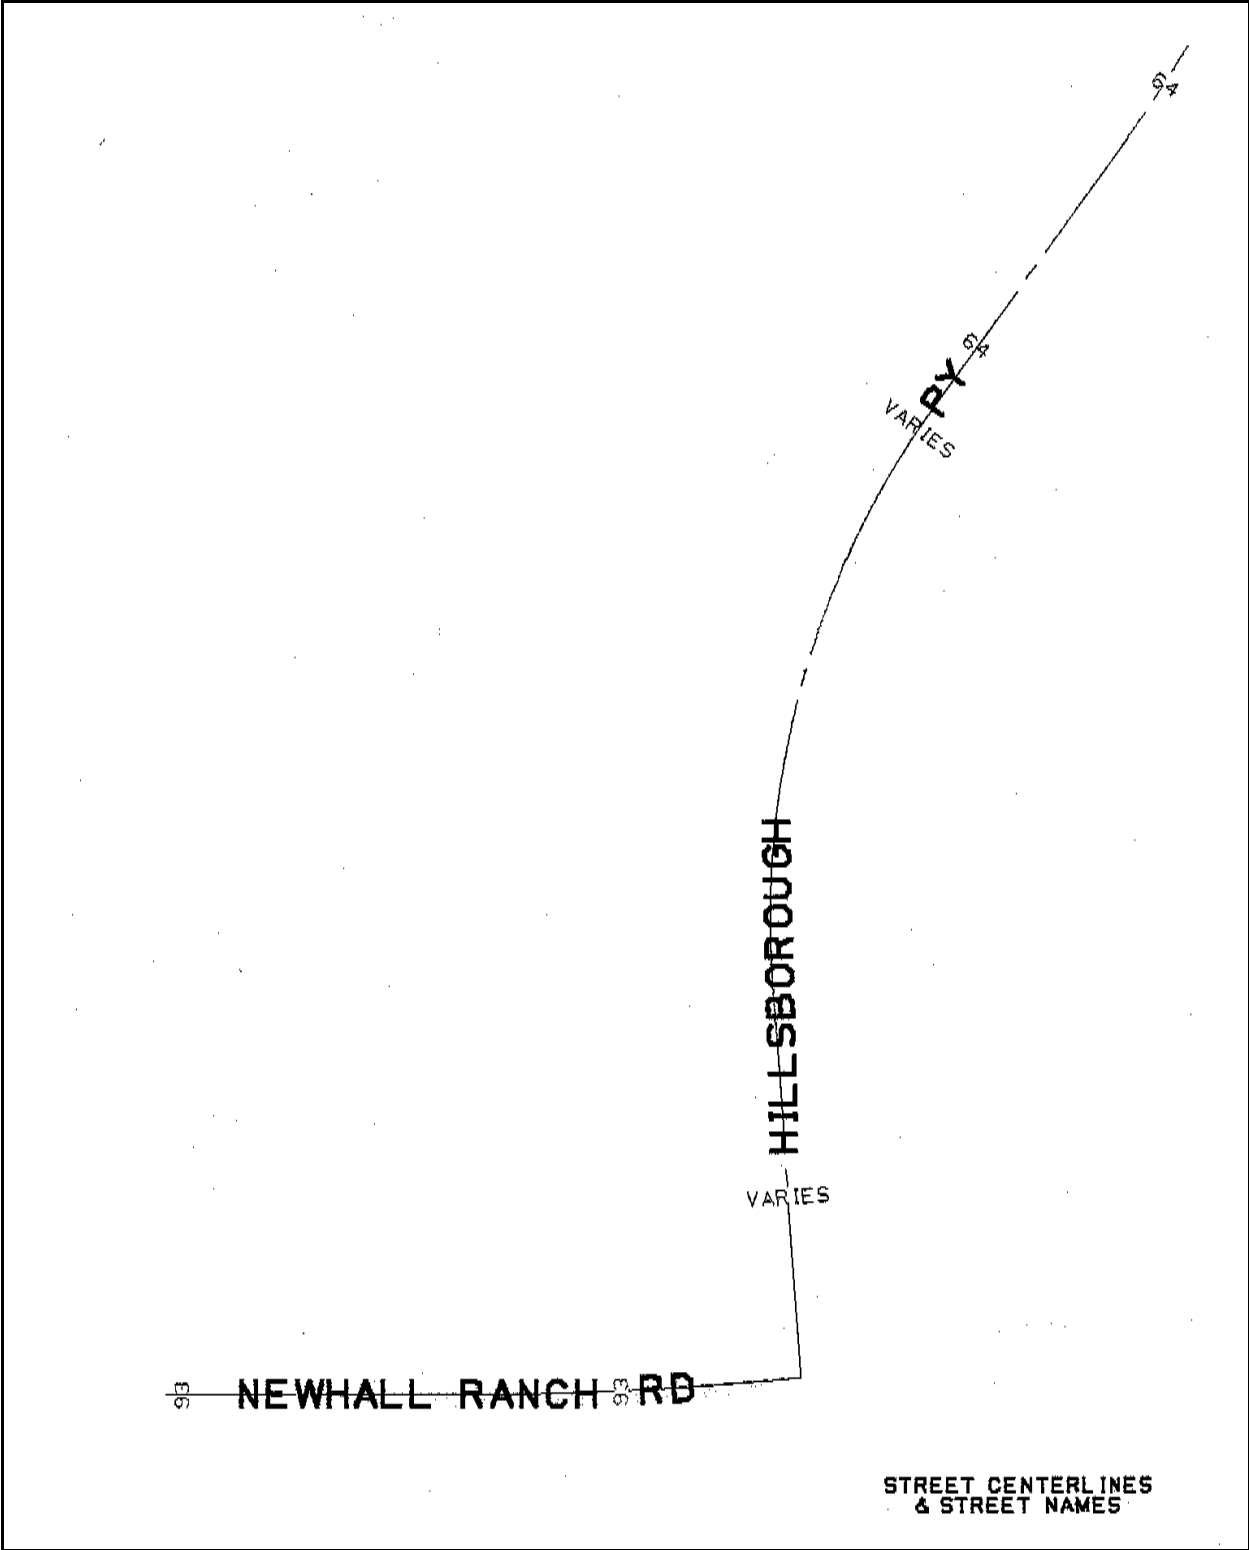 64
64
PY
VARIES
HILLSBOROUGH
VARIES
93 NEWHALL RANCH 93 RD
STREET CENTERLINES
& STREET NAMES